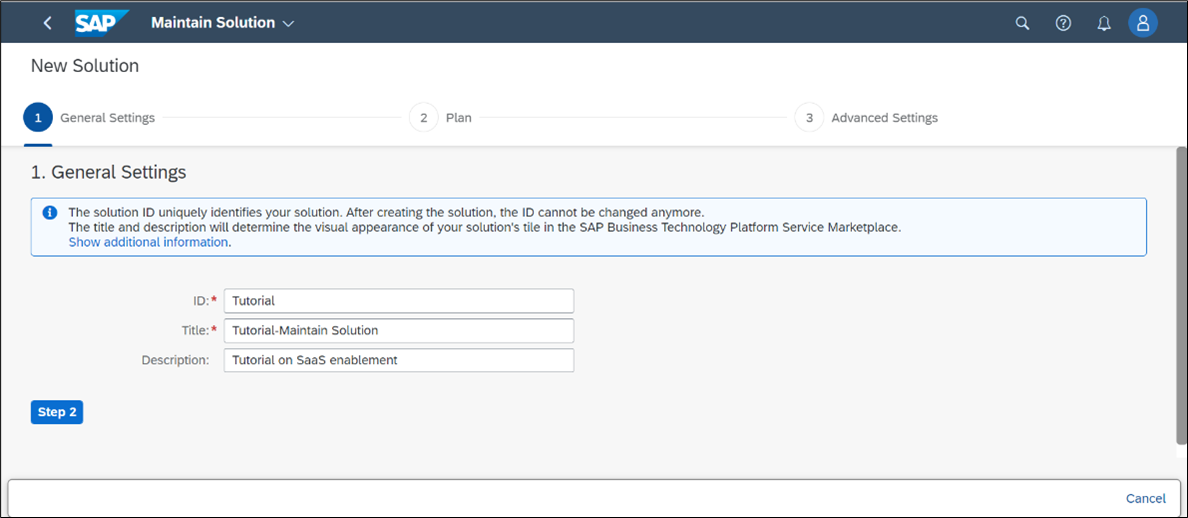 SAP Maintain Solution
New Solution
1 General Settings 2 Plan 3 Advanced Settings
1. General Settings
The solution ID uniquely identifies your solution. After creating the solution, the ID cannot be changed anymore.
The title and description will determine the visual appearance of your solution's tile in the SAP Business Technology Platform Service Marketplace.
Show additional information.
ID:* Tutorial
Title:* Tutorial-Maintain Solution
Description: Tutorial on SaaS enablement
Step 2
Cancel